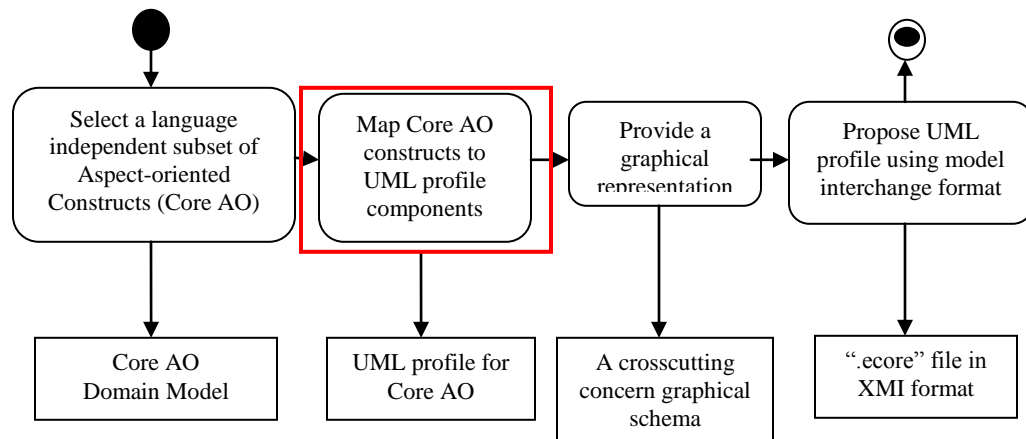 Select a language
independent subset of
Aspect-oriented
Constructs (Core AO)
Map Core AO
constructs to
UML profile
components
Provide a
graphical
representation
Propose UML
profile using model
interchange format
Core AO
Domain Model
UML profile for
Core AO
A crosscutting
concern graphical
schema
“.ecore” file in
XMI format